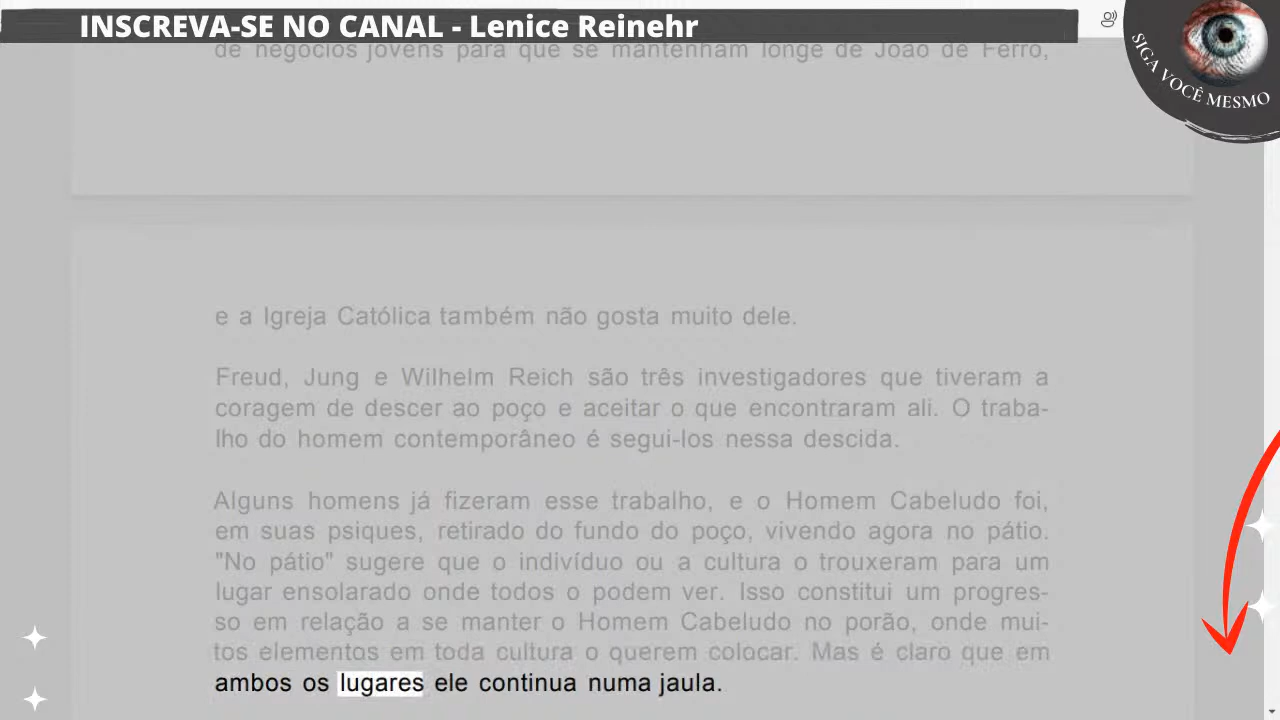 INSCREVA-SE NO CANAL - Lenice Reinehr
SIGA VOCÊ MESMO
de negócios jovens para que se mantenham longe de João de Ferro,
e a Igreja Católica também não gosta muito dele.
Freud, Jung e Wilhelm Reich são três investigadores que tiveram a
coragem de descer ao poço e aceitar o que encontraram ali. O traba-
lho do homem contemporâneo é segui-los nessa descida.
Alguns homens já fizeram esse trabalho, e o Homem Cabeludo foi,
em suas psiques, retirado do fundo do poço, vivendo agora no pátio.
"No pátio" sugere que o indivíduo ou a cultura o trouxeram para um
lugar ensolarado onde todos o podem ver. Isso constitui um progres-
so em relação a se manter o Homem Cabeludo no porão, onde mui-
tos elementos em toda cultura o querem colocar. Mas é claro que em
ambos os lugares ele continua numa jaula.